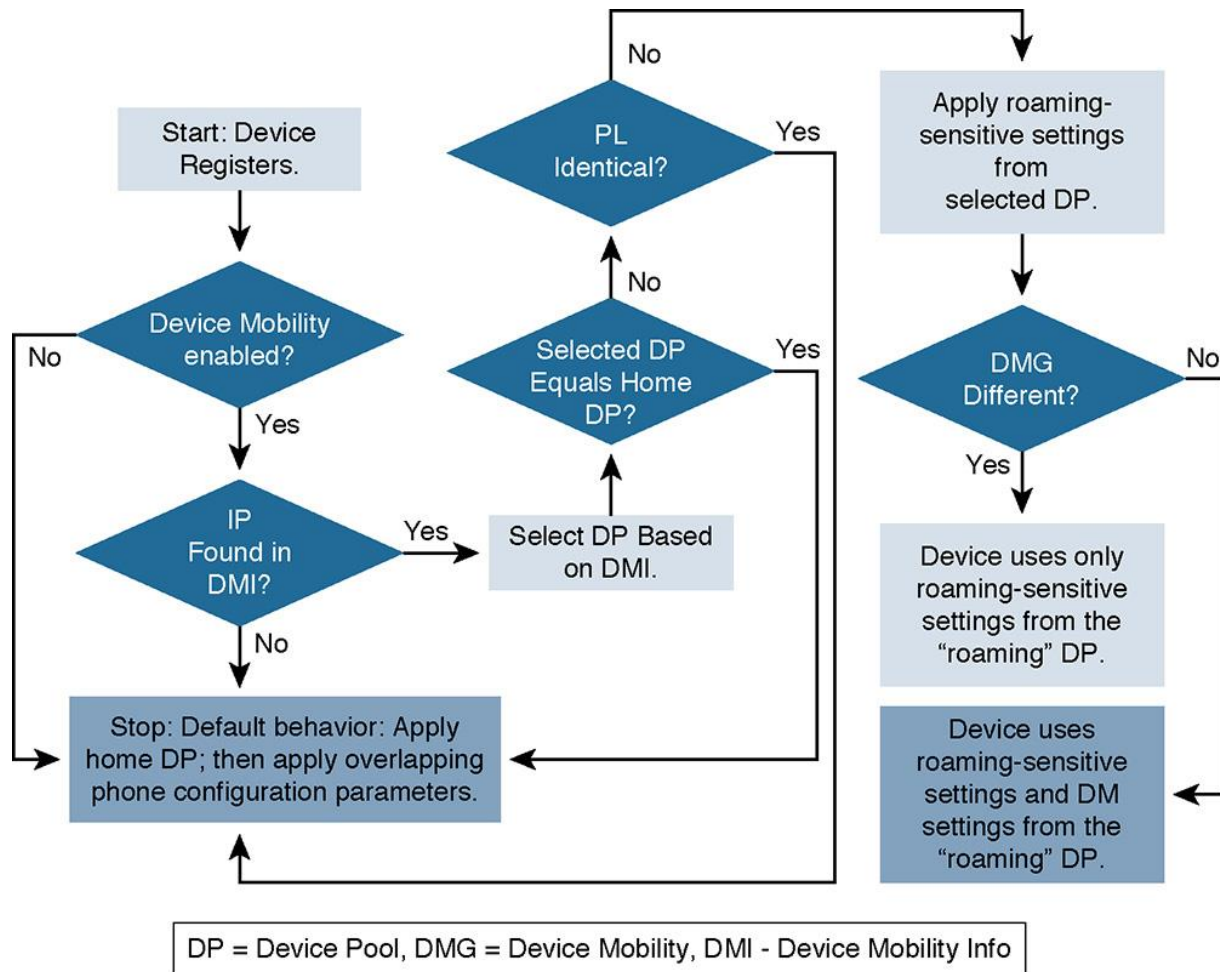 Start: Device
Registers.
Device Mobility
enabled?
No
Yes
IP
Found in
DMI?
Yes
No
Select DP Based
on DMI.
Selected DP
Equals Home
DP?
Yes
No
PL
Identical?
Yes
No
Stop: Default behavior: Apply
home DP; then apply overlapping
phone configuration parameters.
Apply roaming-
sensitive settings
from
selected DP.
DMG
Different?
No
Yes
Device uses only
roaming-sensitive
settings from the
“roaming” DP.
Device uses
roaming-sensitive
settings and DM
settings from the
“roaming” DP.
DP = Device Pool, DMG = Device Mobility, DMI - Device Mobility Info